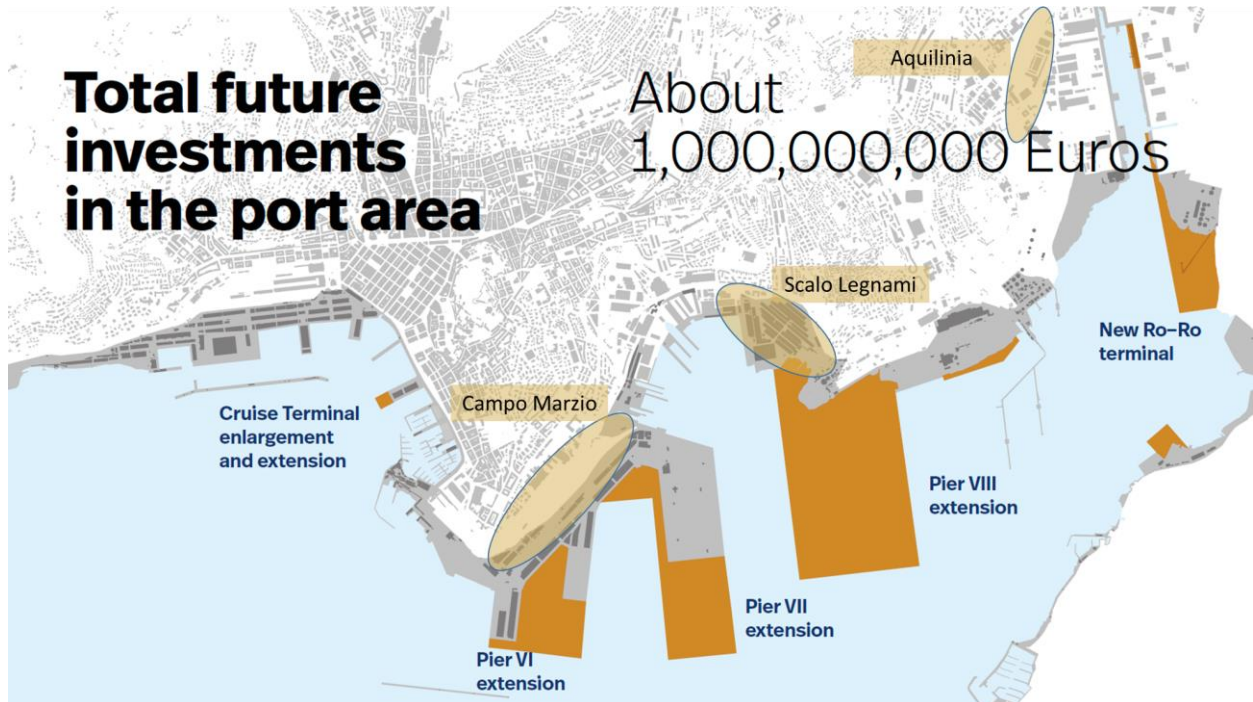 Total future
investments
in the port area
About
1,000,000,000 Euros
Aquilinia
Scalo Legnami
New Ro-Ro
terminal
Campo Marzio
Cruise Terminal
enlargement
and extension
Pier VIII
extension
Pier VII
extension
Pier VI
extension